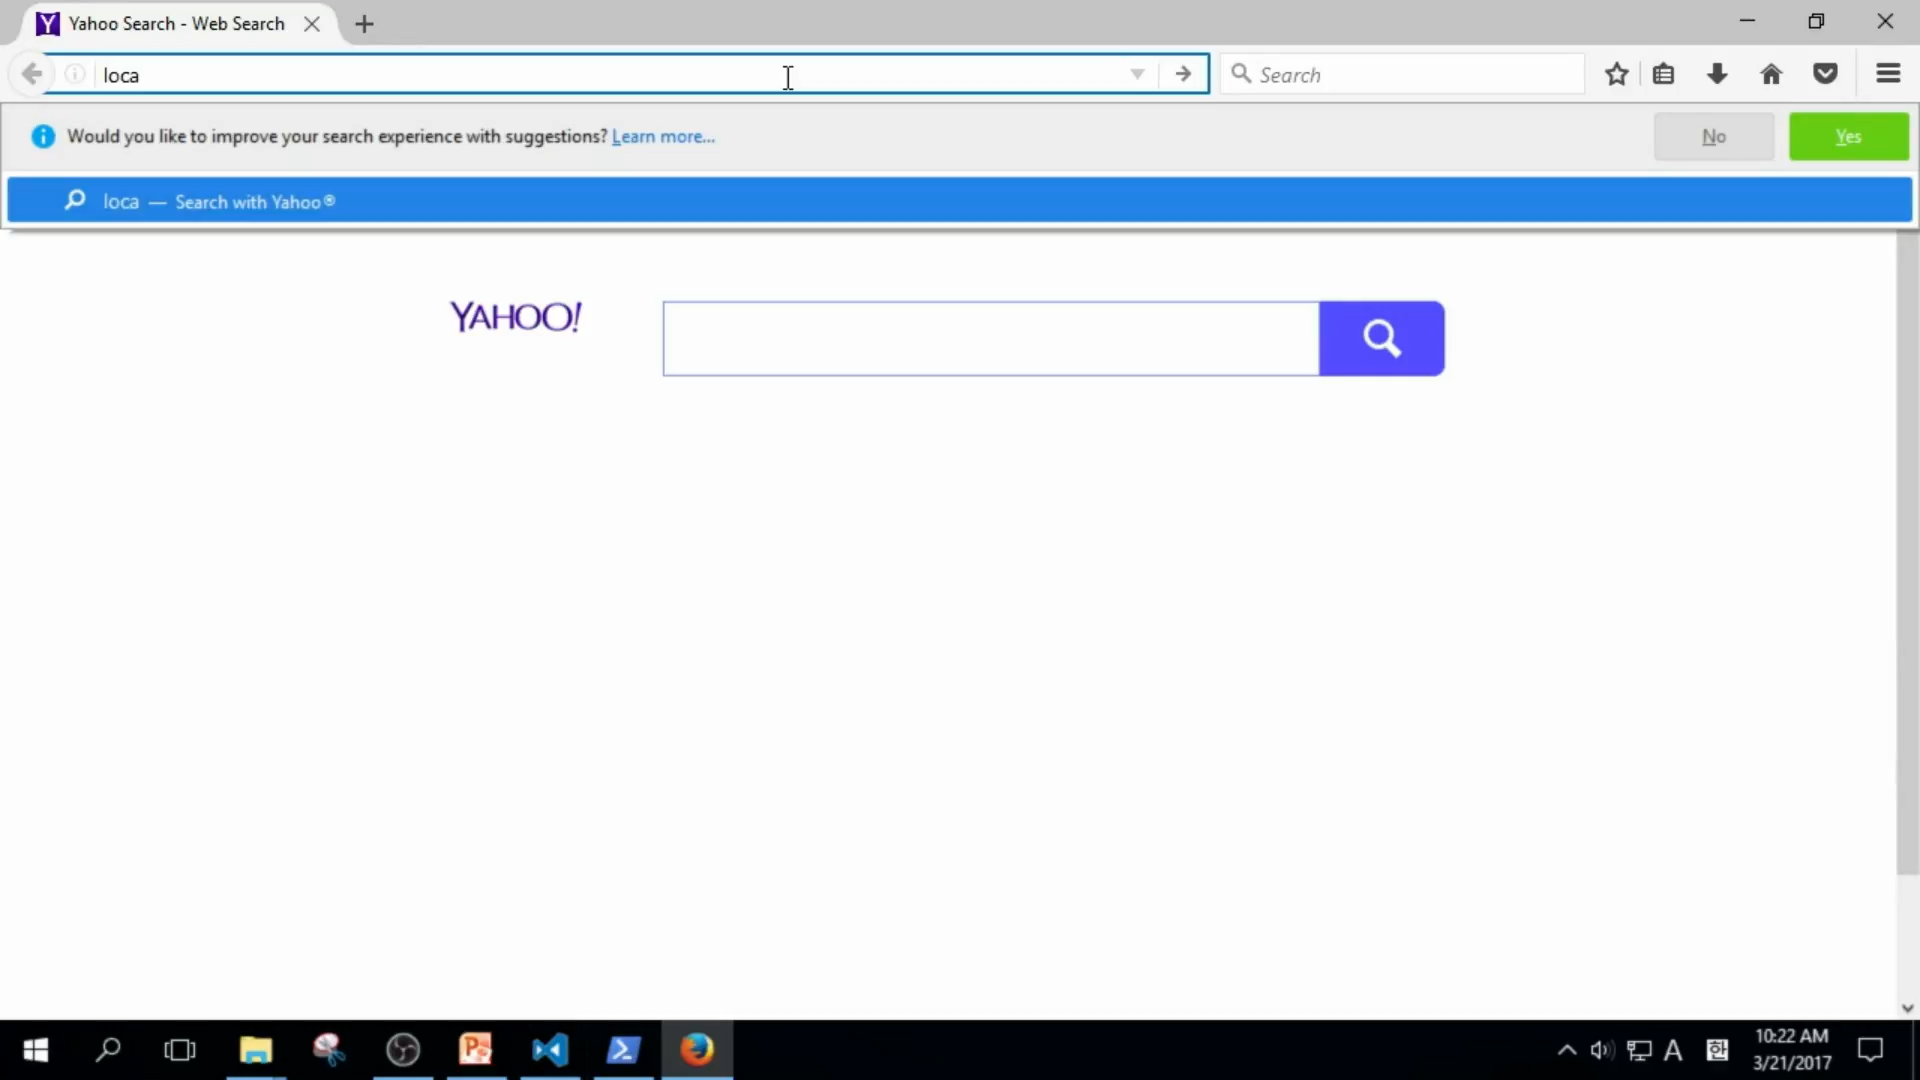 Yahoo Search - Web Search
loca
Search
Would you like to improve your search experience with suggestions? Learn more...
No
Yes
loca — Search with Yahoo®
YAHOO!
A
한
10:22 AM
3/21/2017